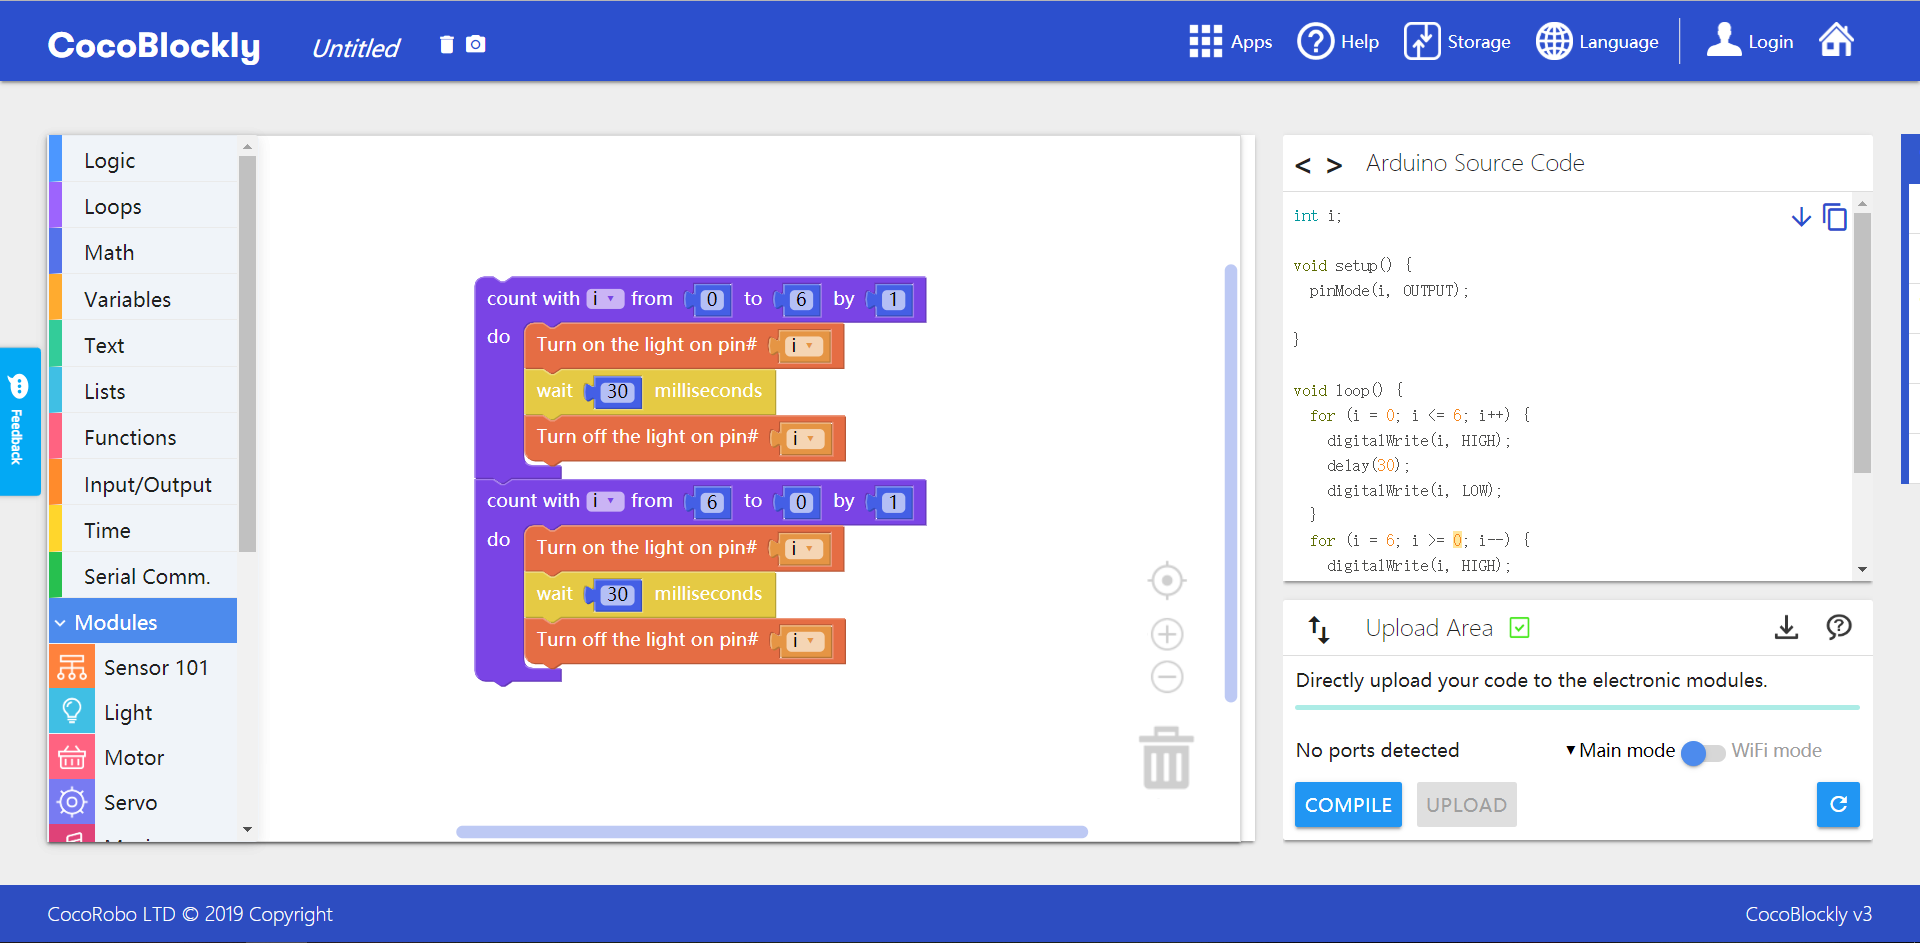 CocoBlockly
Untitled
Apps
Help
Storage
Language
Login
Feedback
Logic
Loops
Math
Variables
Text
Lists
Functions
Input/Output
Time
Serial Comm.
Modules
Sensor 101
Light
Motor
Servo
count with i from 0 to 6 by 1
do
Turn on the light on pin# i
wait 30 milliseconds
Turn off the light on pin# i
count with i from 6 to 0 by 1
do
Turn on the light on pin# i
wait 30 milliseconds
Turn off the light on pin# i
< > Arduino Source Code
int i;
void setup() {
pinMode(i, OUTPUT);
}
void loop() {
for (i = 0; i <= 6; i++) {
digitalWrite(i, HIGH);
delay(30);
digitalWrite(i, LOW);
}
for (i = 6; i >= 0; i--) {
digitalWrite(i, HIGH);
Upload Area
Directly upload your code to the electronic modules.
No ports detected
Main mode
WiFi mode
COMPILE
UPLOAD
CocoRobo LTD © 2019 Copyright
CocoBlockly v3